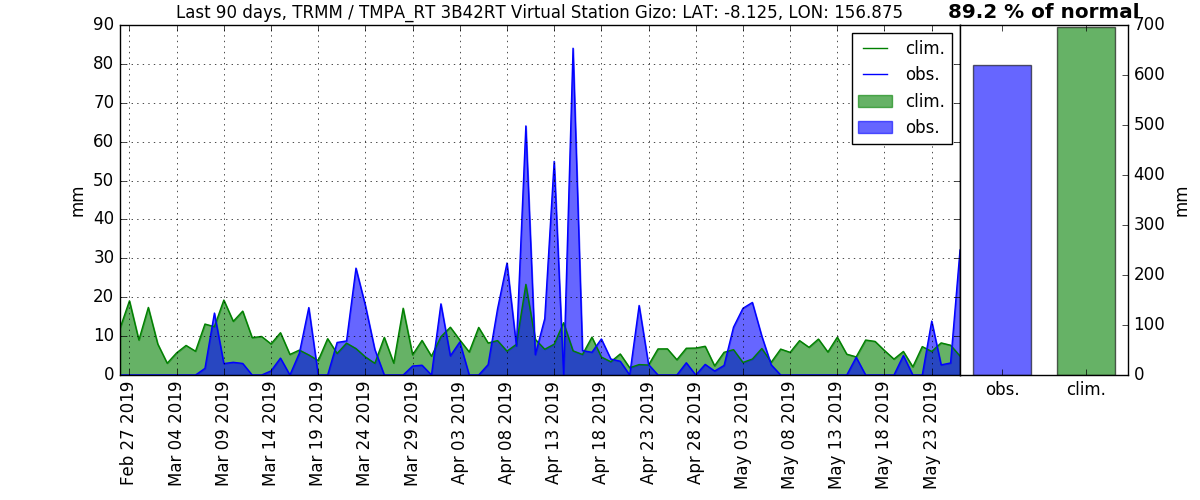 Last 90 days, TRMM / TMPA_RT 3B42RT Virtual Station Gizo: LAT: -8.125, LON: 156.875
89.2 % of normal
90
80
70
60
50
40
30
20
10
0
mm
clim.
obs.
clim.
obs.
Feb 27 2019
Mar 04 2019
Mar 09 2019
Mar 14 2019
Mar 19 2019
Mar 24 2019
Mar 29 2019
Apr 03 2019
Apr 08 2019
Apr 13 2019
Apr 18 2019
Apr 23 2019
Apr 28 2019
May 03 2019
May 08 2019
May 13 2019
May 18 2019
May 23 2019
700
600
500
400
300
200
100
0
mm
obs.
clim.